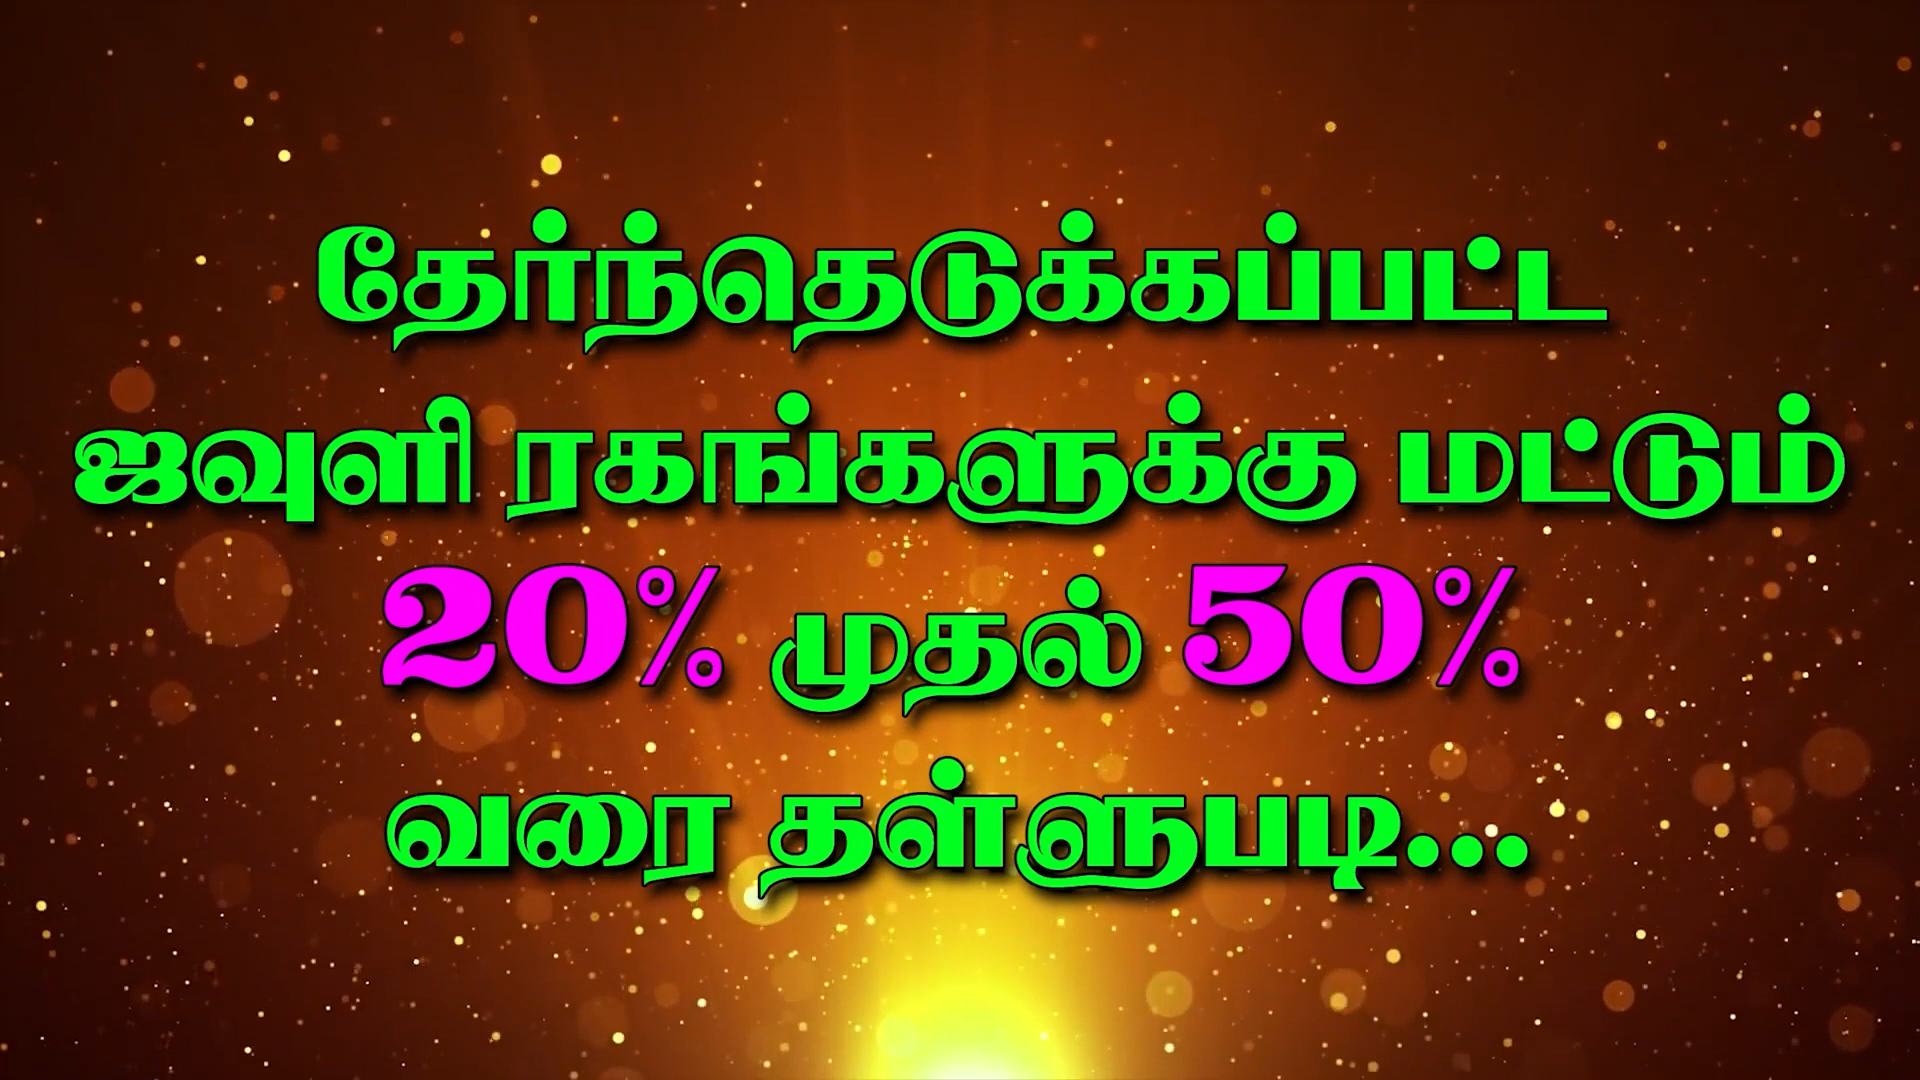 தேர்ந்தெடுக்கப்பட்ட
ஜவுளி ரகங்களுக்கு மட்டும்
20% முதல் 50%
வரை தள்ளுபடி...